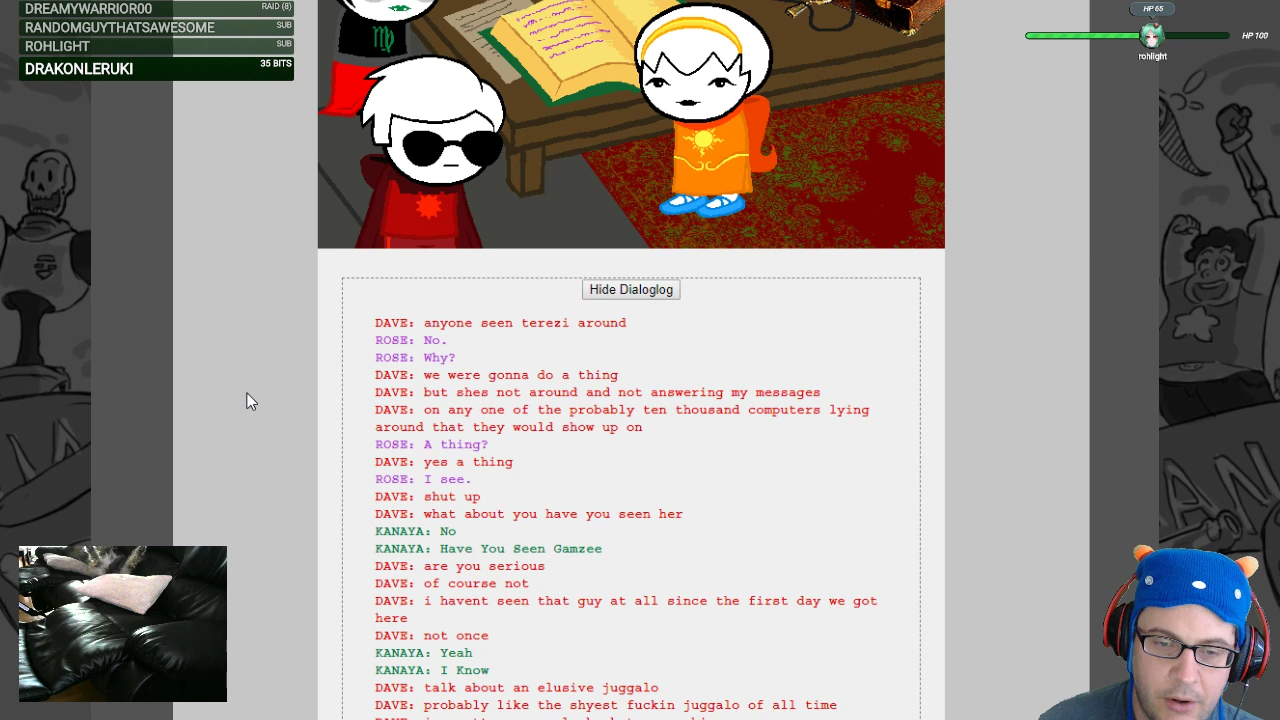 DREAMYWARRIOR00 RAID (8)
RANDOMGUYTHATSAWESOME SUB
ROHLIGHT SUB
DRAKONLERUKI 35 BITS
HP 65
HP 100
rohlight
♍
Hide Dialoglog
DAVE: anyone seen terezi around
ROSE: No.
ROSE: Why?
DAVE: we were gonna do a thing
DAVE: but shes not around and not answering my messages
DAVE: on any one of the probably ten thousand computers lying
around that they would show up on
ROSE: A thing?
DAVE: yes a thing
ROSE: I see.
DAVE: shut up
DAVE: what about you have you seen her
KANAYA: No
KANAYA: Have You Seen Gamzee
DAVE: are you serious
DAVE: of course not
DAVE: i havent seen that guy at all since the first day we got
here
DAVE: not once
KANAYA: Yeah
KANAYA: I Know
DAVE: talk about an elusive juggalo
DAVE: probably like the shyest fuckin juggalo of all time